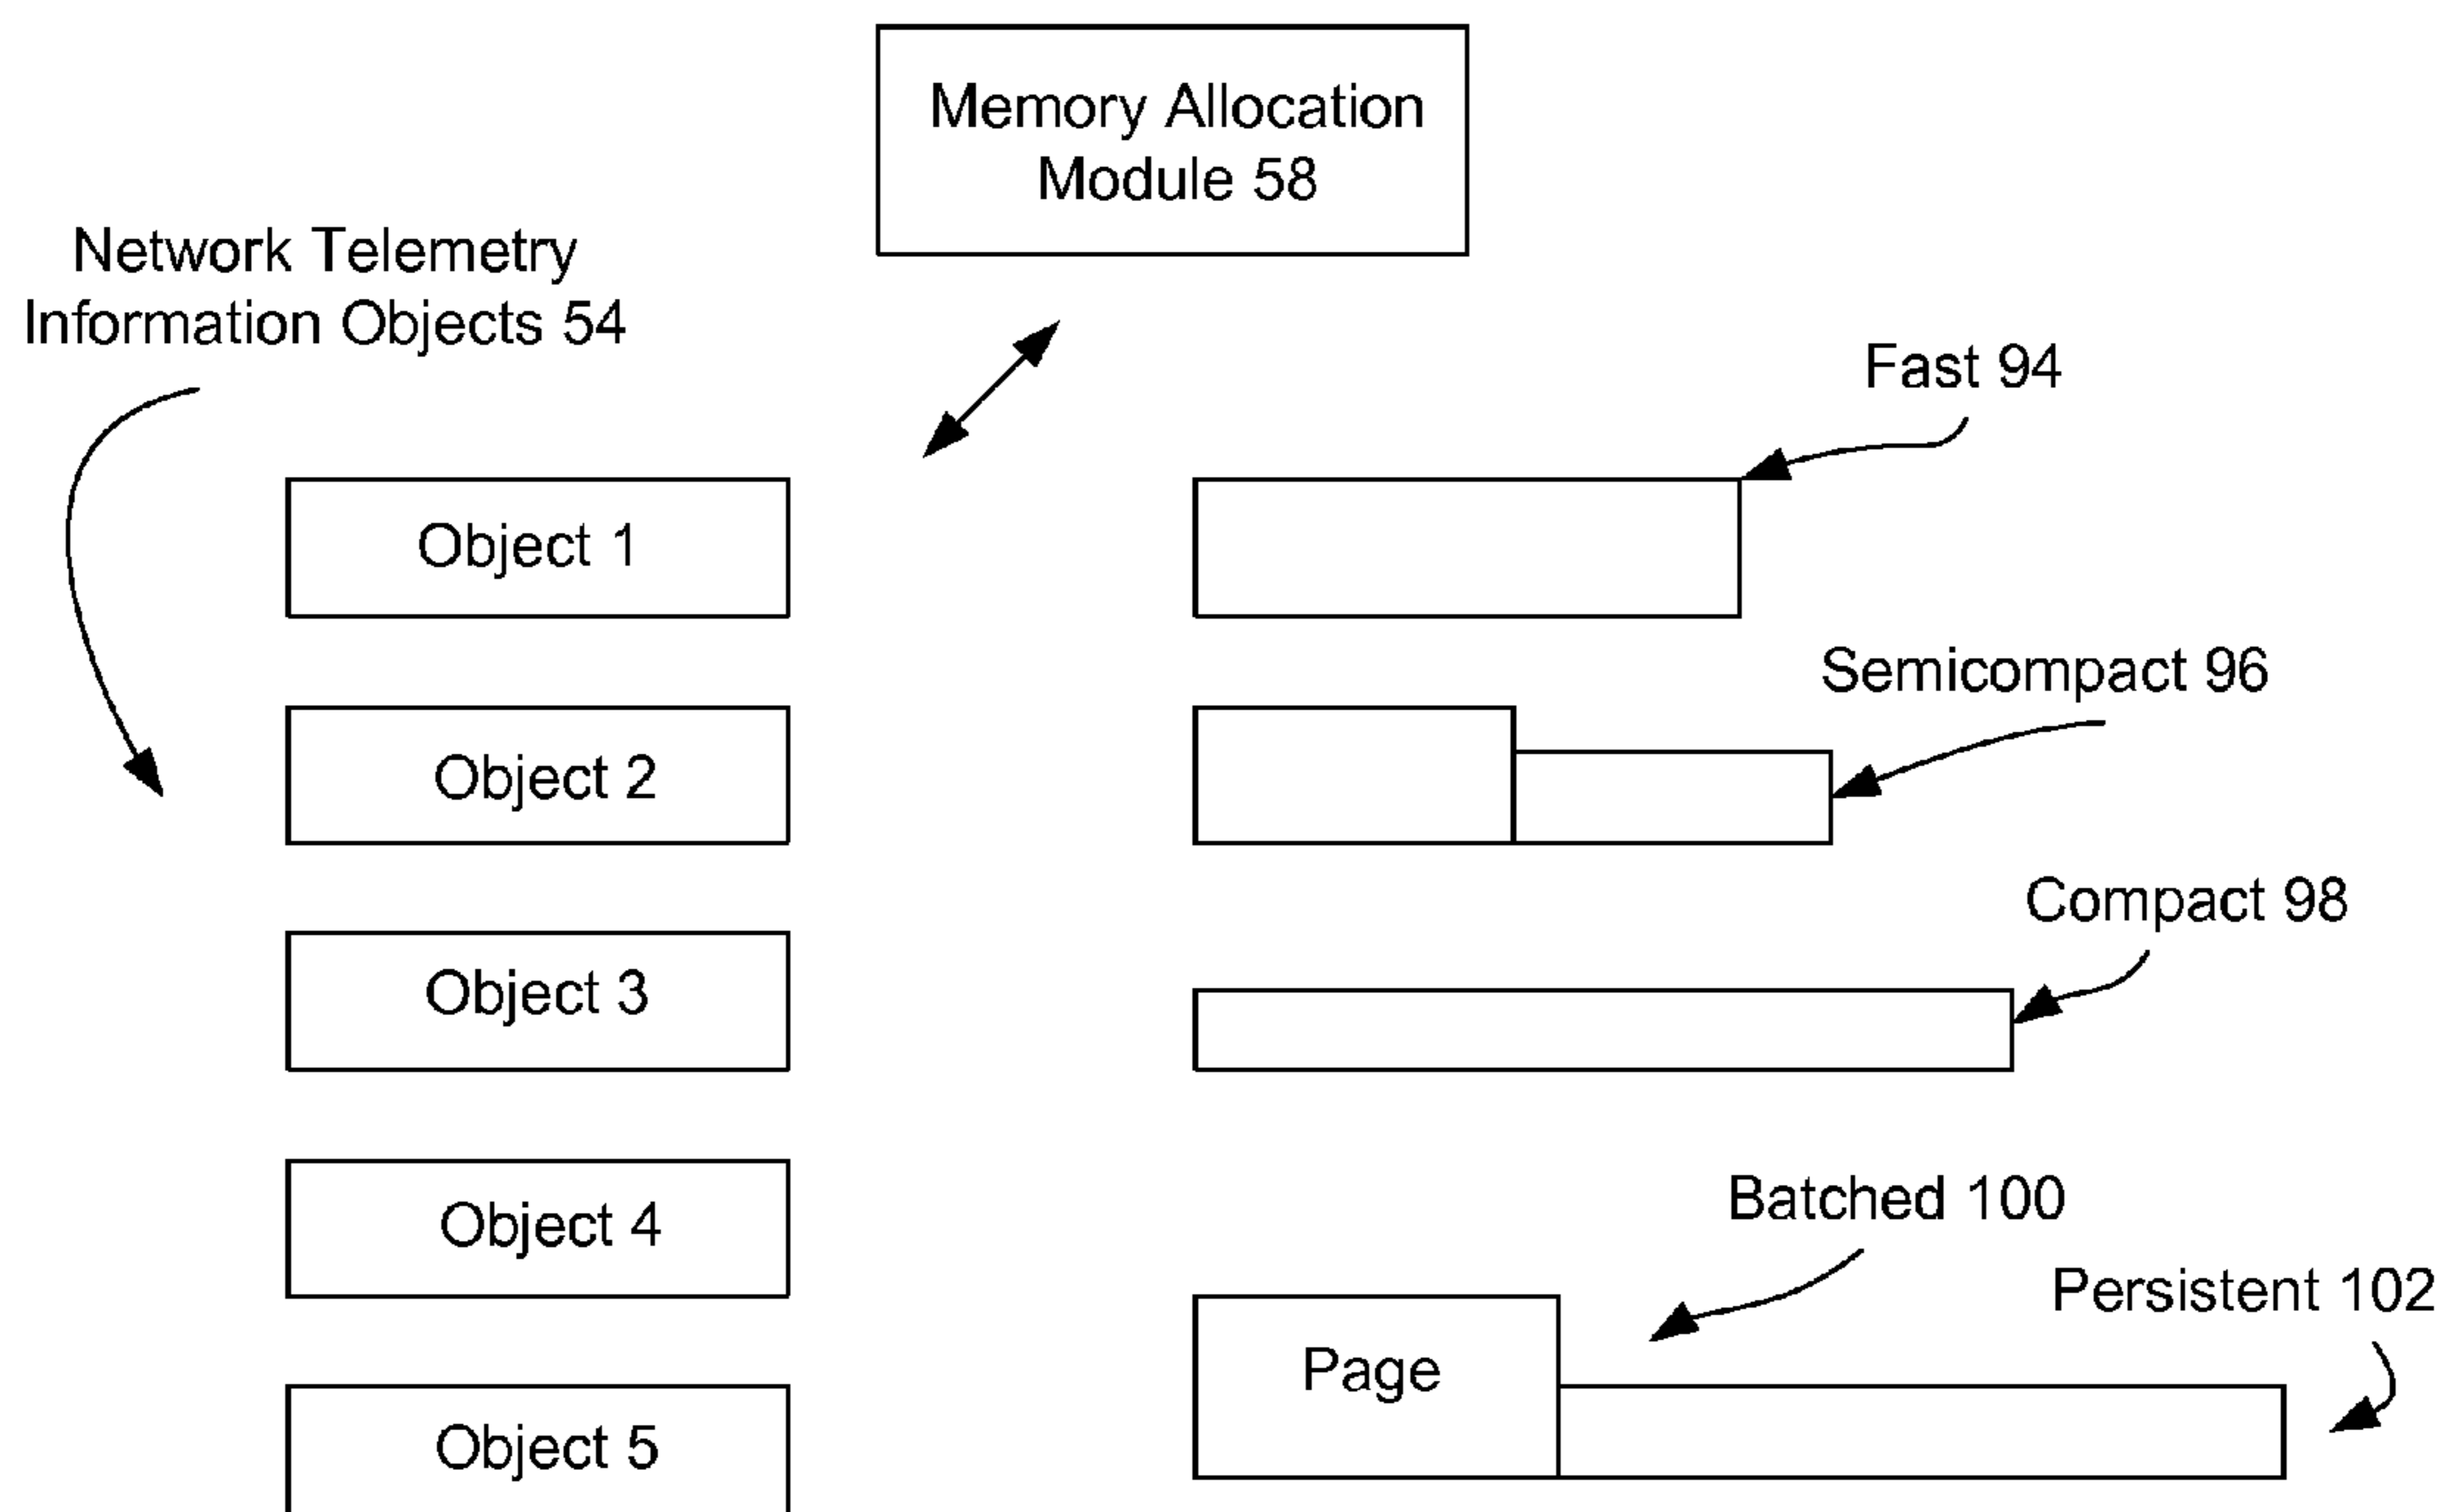 Memory Allocation
Module 58
Network Telemetry
Information Objects 54
Fast 94
Object 1
Semicompact 96
Object 2
Compact 98
Object 3
Batched 100
Object 4
Persistent 102
Page
Object 5